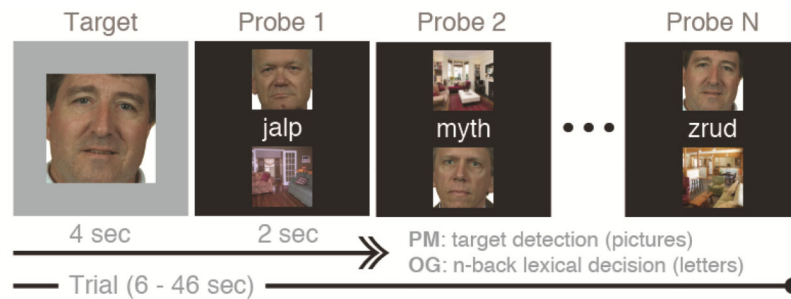 Target Probe 1 Probe 2 Probe N
jalp myth ••• zrud
4 sec 2 sec
PM: target detection (pictures)
OG: n-back lexical decision (letters)
Trial (6 - 46 sec)